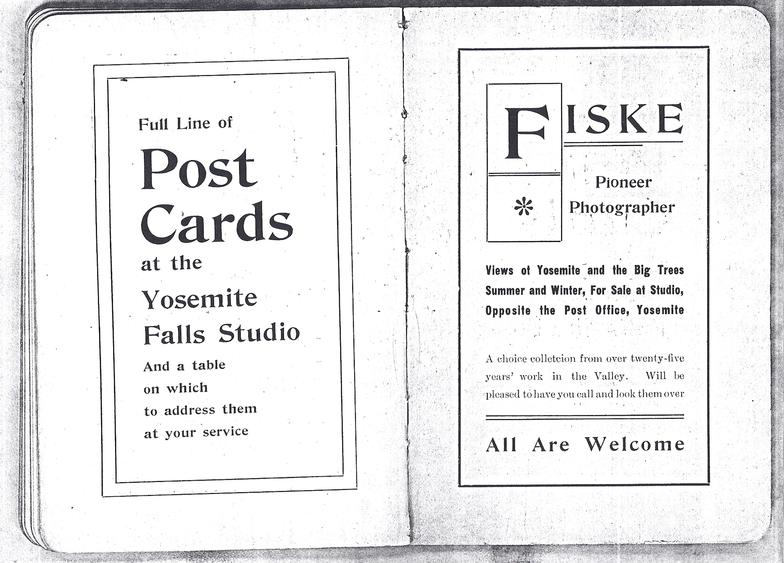 Full Line of
Post
Cards
at the
Yosemite
Falls Studio
And a table
on which
to address them
at your service
FISKE
Pioneer
Photographer
Views of Yosemite and the Big Trees
Summer and Winter, For Sale at Studio,
Opposite the Post Office, Yosemite
A choice colletcion from over twenty-five
years' work in the Valley. Will be
pleased to have you call and look them over
All Are Welcome